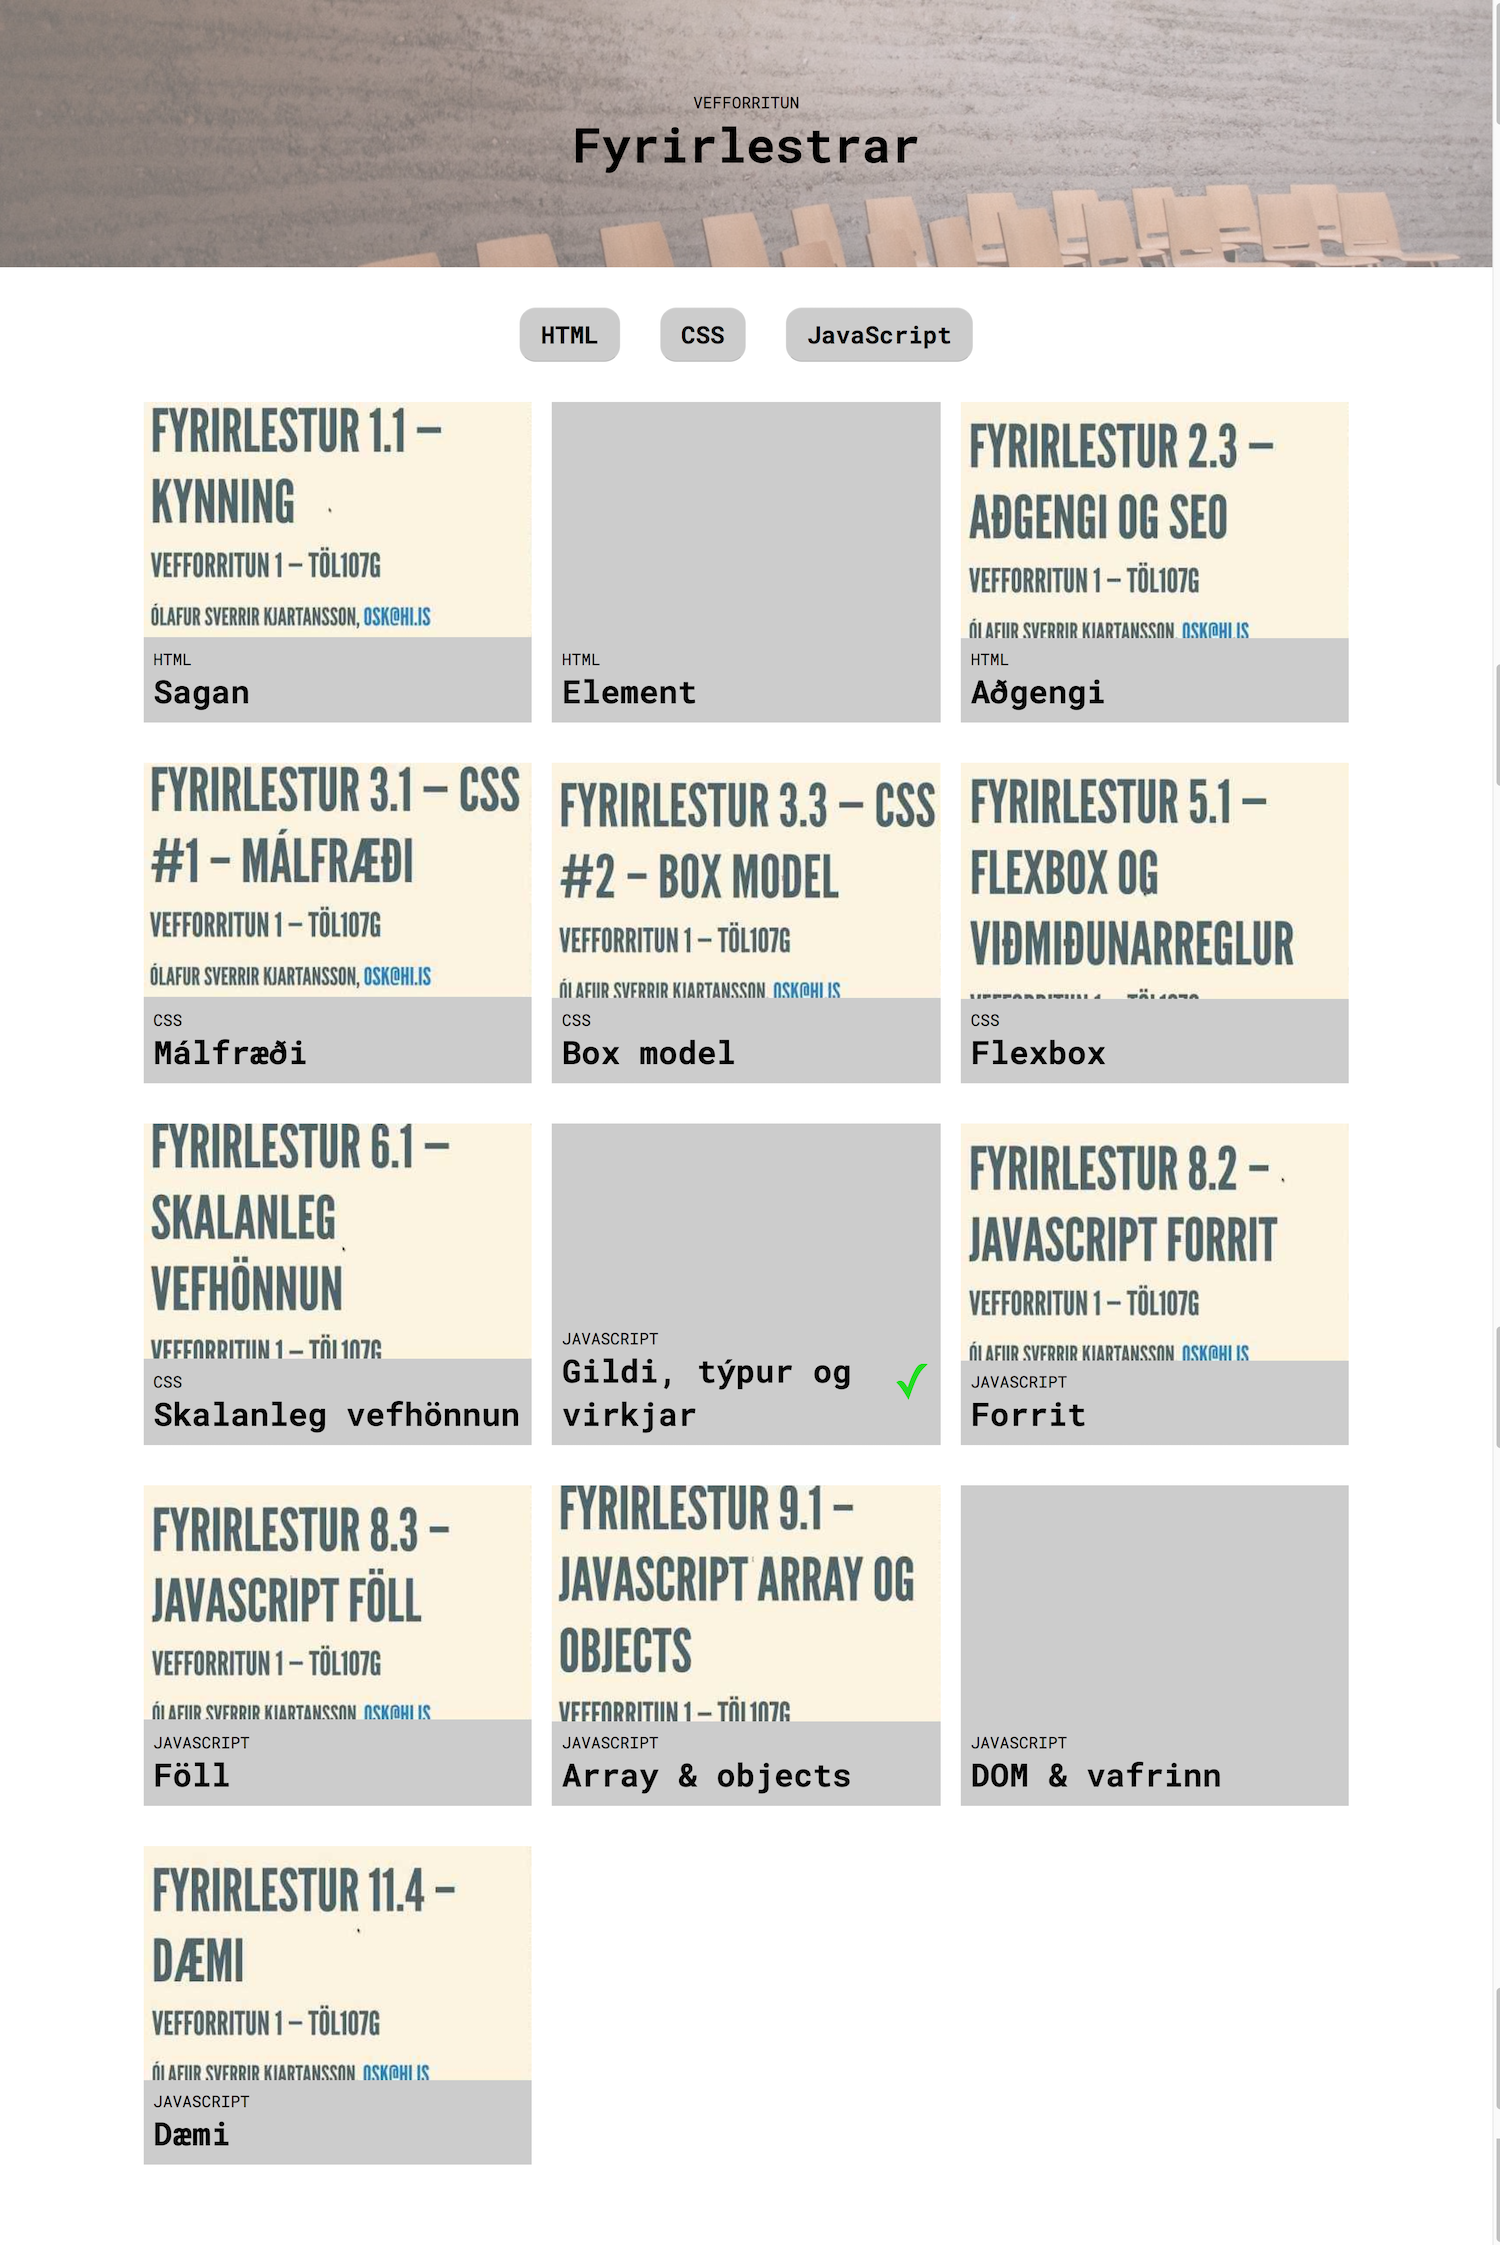 VEFFORRITUN
Fyrirlestrar
HTML
CSS
JavaScript
FYRIRLESTUR 1.1 –
KYNNING
VEFFORRITUN 1 – TÖL107G
ÓLAFUR SVERRIR KJARTANSSON, OSK@HI.IS
HTML
Sagan
HTML
Element
FYRIRLESTUR 2.3 –
AÐGENGI OG SEO
VEFFORRITUN 1 – TÖL107G
ÓLAFUR SVERRIR KJARTANSSON, OSK@HI.IS
HTML
Aðgengi
FYRIRLESTUR 3.1 – CSS
#1 – MÁLFRÆÐI
VEFFORRITUN 1 – TÖL107G
ÓLAFUR SVERRIR KJARTANSSON, OSK@HI.IS
CSS
Málfræði
FYRIRLESTUR 3.3 – CSS
#2 – BOX MODEL
VEFFORRITUN 1 – TÖL107G
ÓLAFUR SVERRIR KJARTANSSON, OSK@HI.IS
CSS
Box model
FYRIRLESTUR 5.1 –
FLEXBOX OG
VIÐMIÐUNARREGLUR
VEFFORRITUN 1 – TÖL107G
CSS
Flexbox
FYRIRLESTUR 6.1 –
SKALANLEG
VEFHÖNNUN
VEFFORRITUN 1 – TÖL107G
CSS
Skalanleg vefhönnun
JAVASCRIPT
Gildi, týpur og
virkjar
FYRIRLESTUR 8.2 –
JAVASCRIPT FORRIT
VEFFORRITUN 1 – TÖL107G
ÓLAFUR SVERRIR KJARTANSSON, OSK@HI.IS
JAVASCRIPT
Forrit
FYRIRLESTUR 8.3 –
JAVASCRIPT FÖLL
VEFFORRITUN 1 – TÖL107G
ÓLAFUR SVERRIR KJARTANSSON, OSK@HI.IS
JAVASCRIPT
Föll
FYRIRLESTUR 9.1 –
JAVASCRIPT ARRAY OG
OBJECTS
VEFFORRITUN 1 – TÖL107G
JAVASCRIPT
Array & objects
JAVASCRIPT
DOM & vafrinn
FYRIRLESTUR 11.4 –
DÆMI
VEFFORRITUN 1 – TÖL107G
ÓLAFUR SVERRIR KJARTANSSON, OSK@HI.IS
JAVASCRIPT
Dæmi